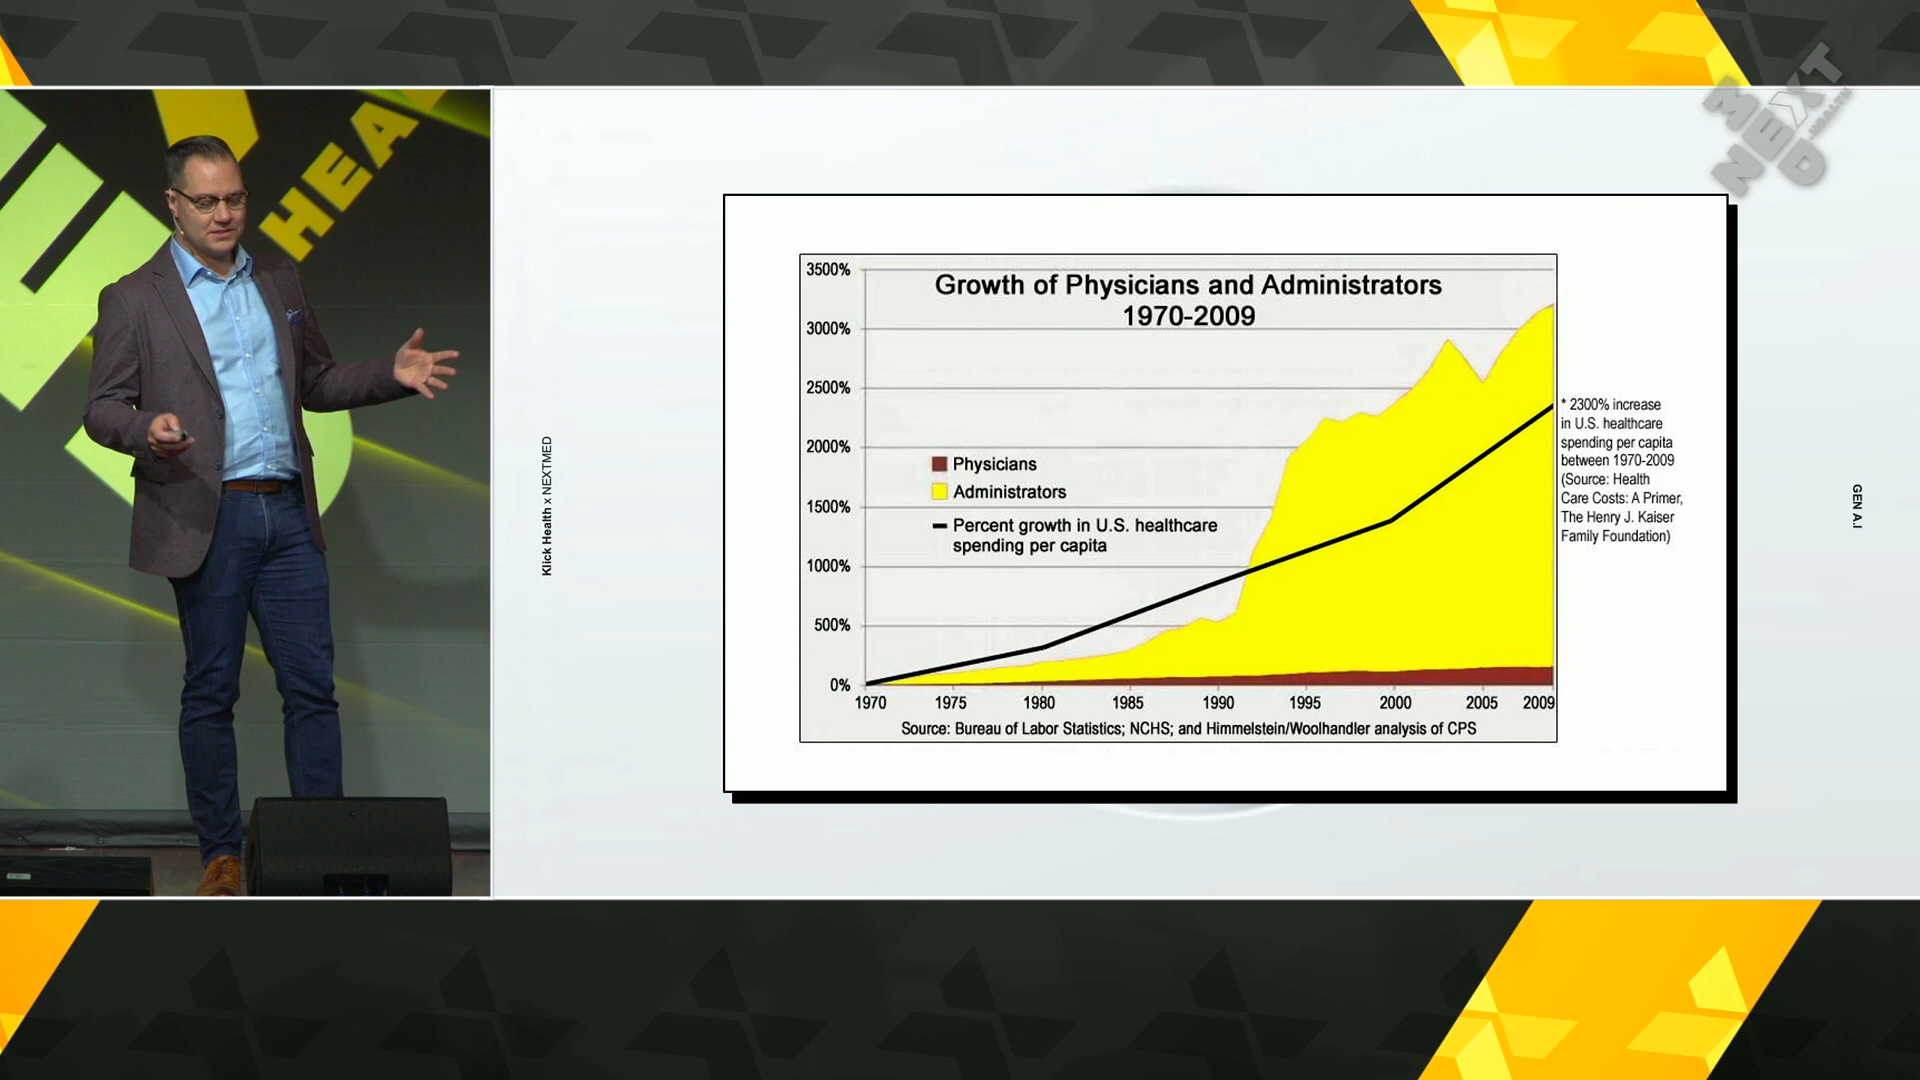 HEA
MED
NEXT
.HEALTH
Klick Health x NEXTMED
GEN A.I
Growth of Physicians and Administrators
1970-2009
3500%
3000%
2500%
2000%
1500%
1000%
500%
0%
Physicians
Administrators
Percent growth in U.S. healthcare
spending per capita
1970 1975 1980 1985 1990 1995 2000 2005 2009
Source: Bureau of Labor Statistics; NCHS; and Himmelstein/Woolhandler analysis of CPS
* 2300% increase
in U.S. healthcare
spending per capita
between 1970-2009
(Source: Health
Care Costs: A Primer,
The Henry J. Kaiser
Family Foundation)